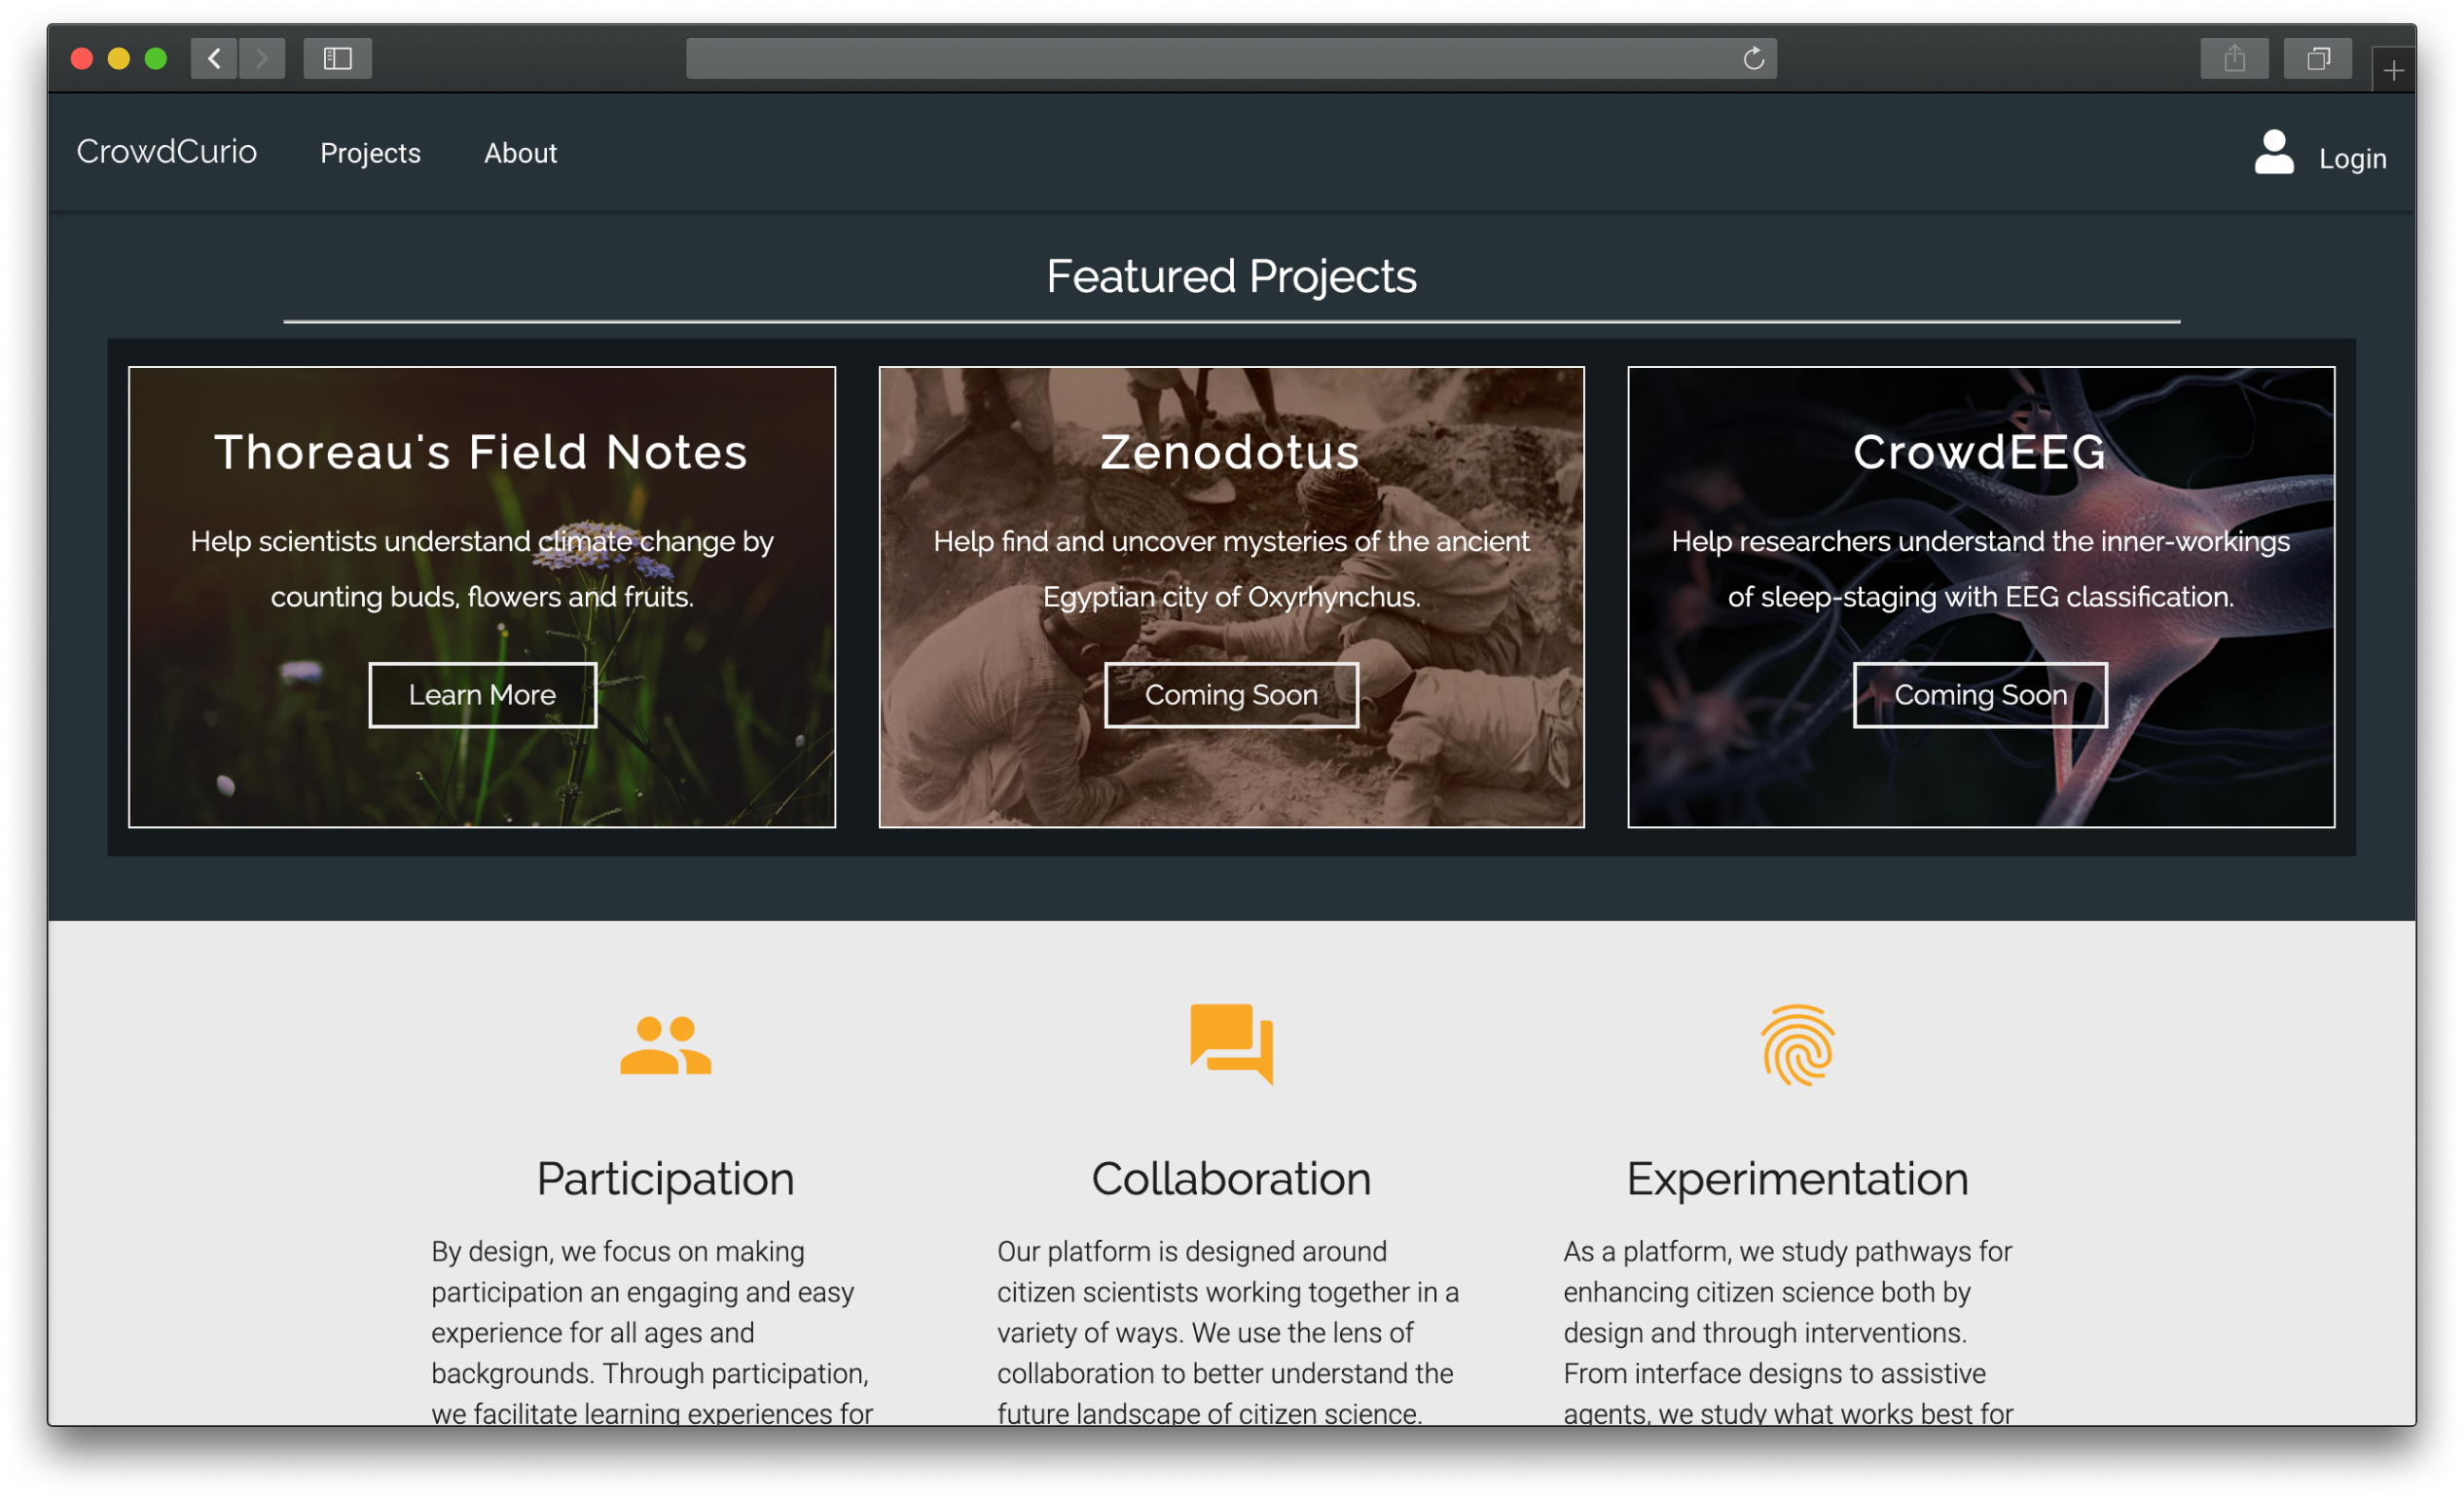 CrowdCurio
Projects
About
Login
Featured Projects
Thoreau's Field Notes
Help scientists understand climate change by
counting buds, flowers and fruits.
Learn More
Zenodotus
Help find and uncover mysteries of the ancient
Egyptian city of Oxyrhynchus.
Coming Soon
CrowdEEG
Help researchers understand the inner-workings
of sleep-staging with EEG classification.
Coming Soon
Participation
By design, we focus on making
participation an engaging and easy
experience for all ages and
backgrounds. Through participation,
we facilitate learning experiences for
Collaboration
Our platform is designed around
citizen scientists working together in a
variety of ways. We use the lens of
collaboration to better understand the
future landscape of citizen science.
Experimentation
As a platform, we study pathways for
enhancing citizen science both by
design and through interventions.
From interface designs to assistive
agents, we study what works best for